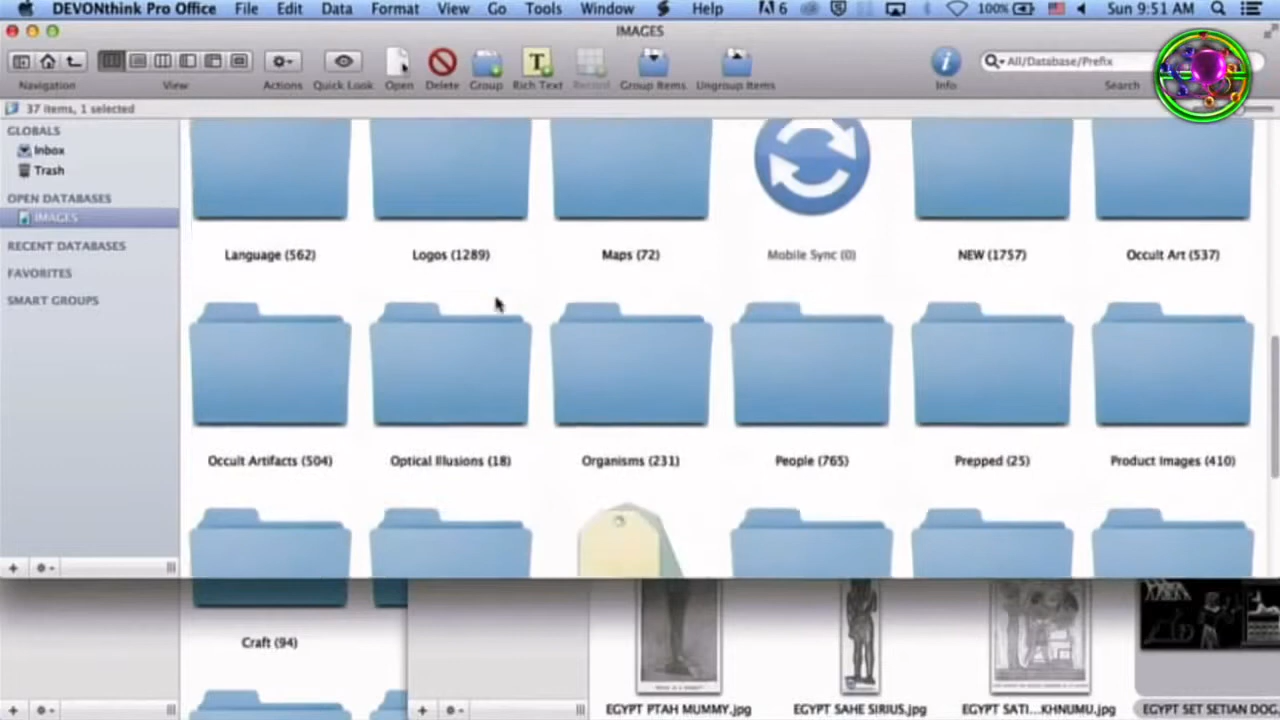 DEVONthink Pro Office File Edit Data Format View Go Tools Window Help 6 100% Sun 9:51 AM
IMAGES
All/Database/Prefix
Navigation View Actions Quick Look Open Delete Group Rich Text Record Group Items Ungroup Items Info Search
37 items, 1 selected
GLOBALS
Inbox
Trash
OPEN DATABASES
IMAGES
RECENT DATABASES
FAVORITES
SMART GROUPS
Language (562) Logos (1289) Maps (72) Mobile Sync (0) NEW (1757) Occult Art (537)
Occult Artifacts (504) Optical Illusions (18) Organisms (231) People (765) Prepped (25) Product Images (410)
Craft (94)
EGYPT PTAH MUMMY.jpg EGYPT SAHE SIRIUS.jpg EGYPT SATI...KHNUMU.jpg EGYPT SET SETIAN DOG.